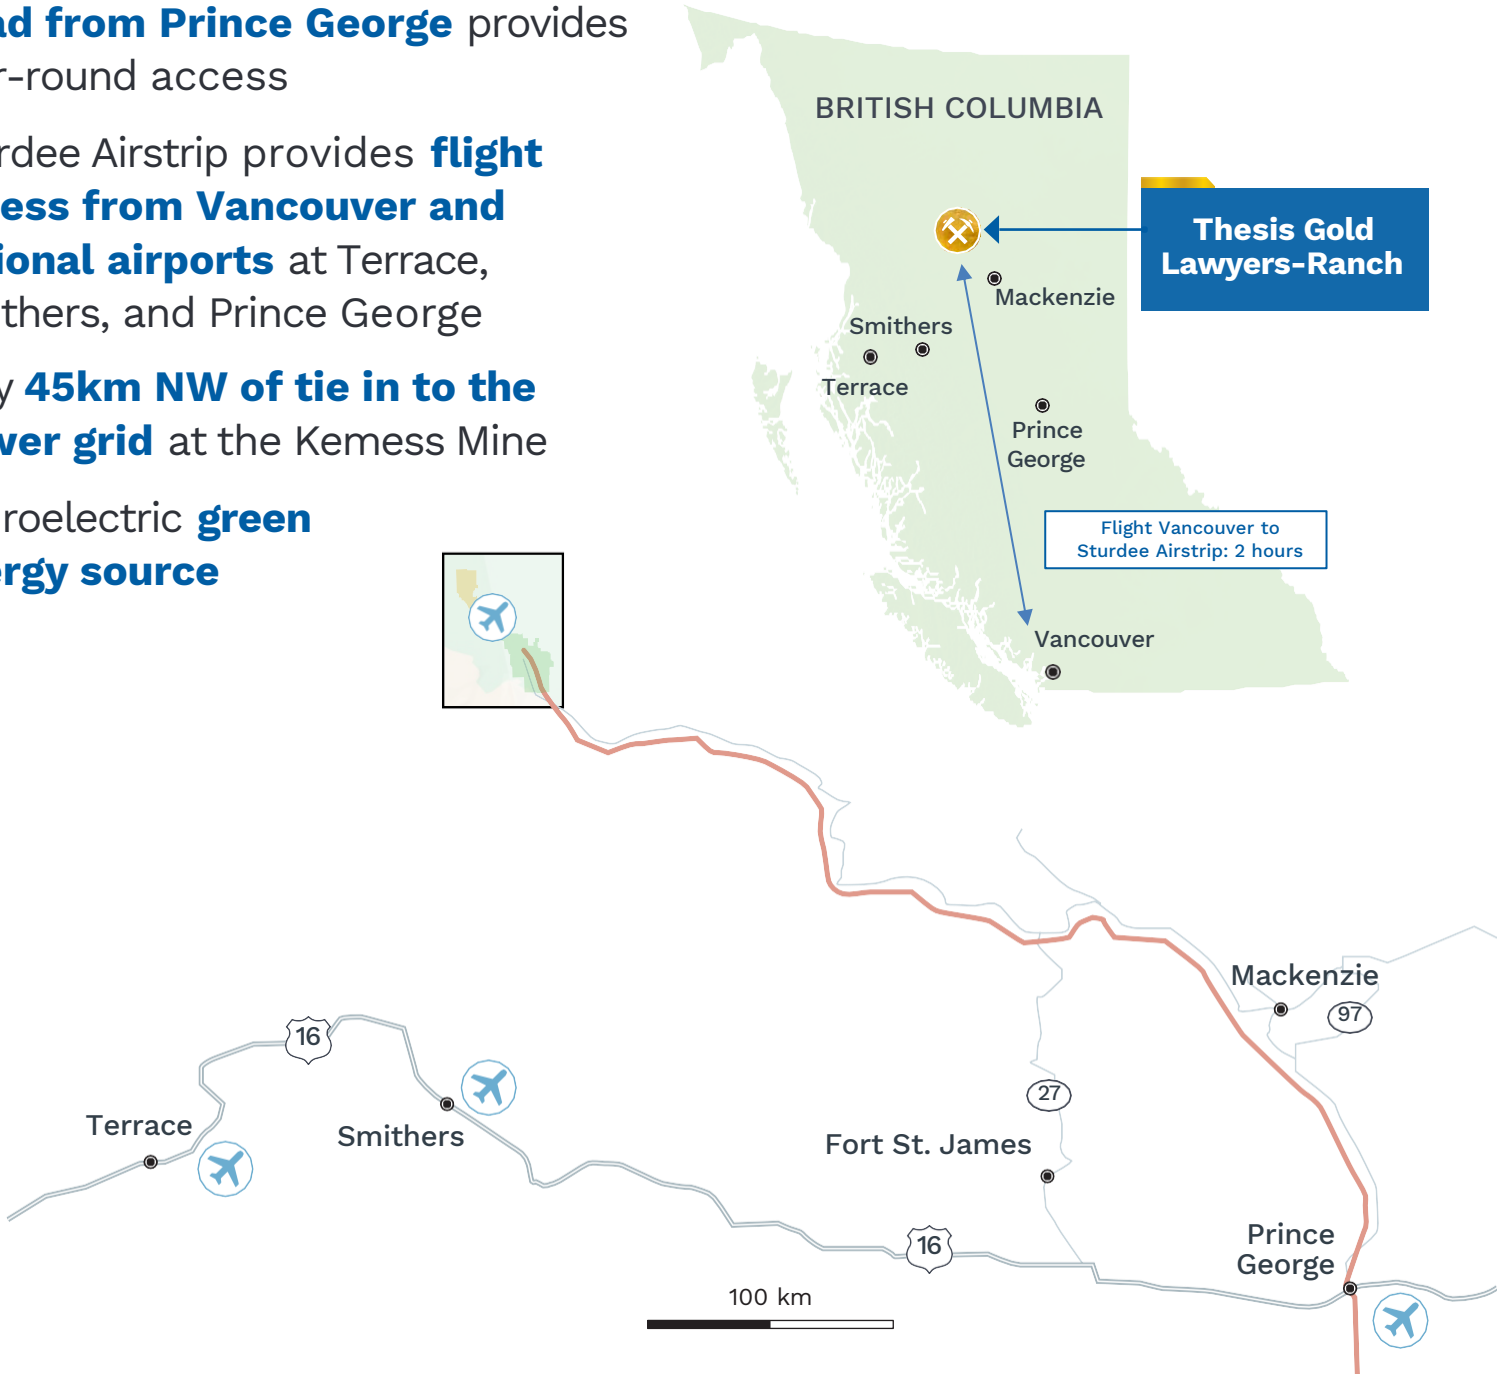 ad from Prince George provides
r-round access
rdee Airstrip provides flight
ess from Vancouver and
ional airports at Terrace,
thers, and Prince George
y 45km NW of tie in to the
wer grid at the Kemess Mine
roelectric green
ergy source
BRITISH COLUMBIA
Thesis Gold
Lawyers-Ranch
Mackenzie
Smithers
Terrace
Prince
George
Flight Vancouver to
Sturdee Airstrip: 2 hours
Vancouver
Mackenzie
97
16
27
Terrace
Smithers
Fort St. James
Prince
George
16
100 km